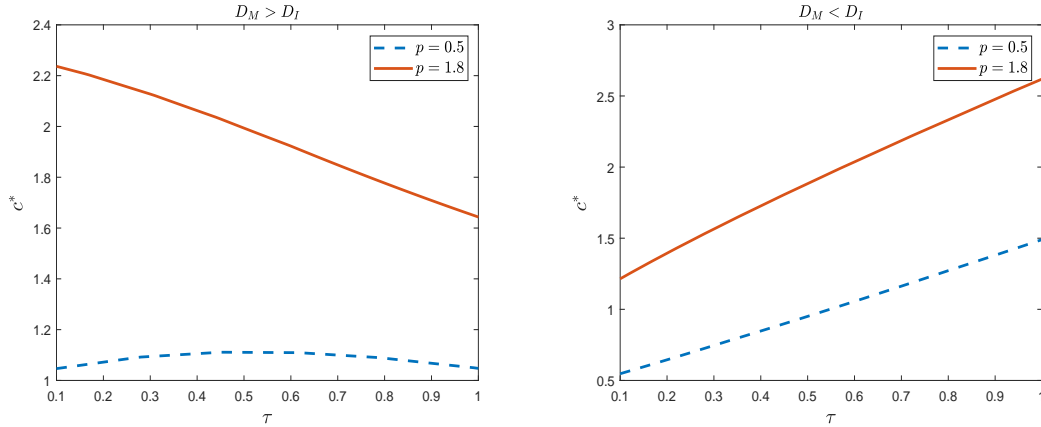 D_M > D_I
2.4
2.2
2
1.8
1.6
1.4
1.2
1
c*
p = 0.5
p = 1.8
0.1 0.2 0.3 0.4 0.5 0.6 0.7 0.8 0.9 1
τ
D_M < D_I
3
2.5
2
1.5
1
0.5
c*
p = 0.5
p = 1.8
0.1 0.2 0.3 0.4 0.5 0.6 0.7 0.8 0.9 1
τ